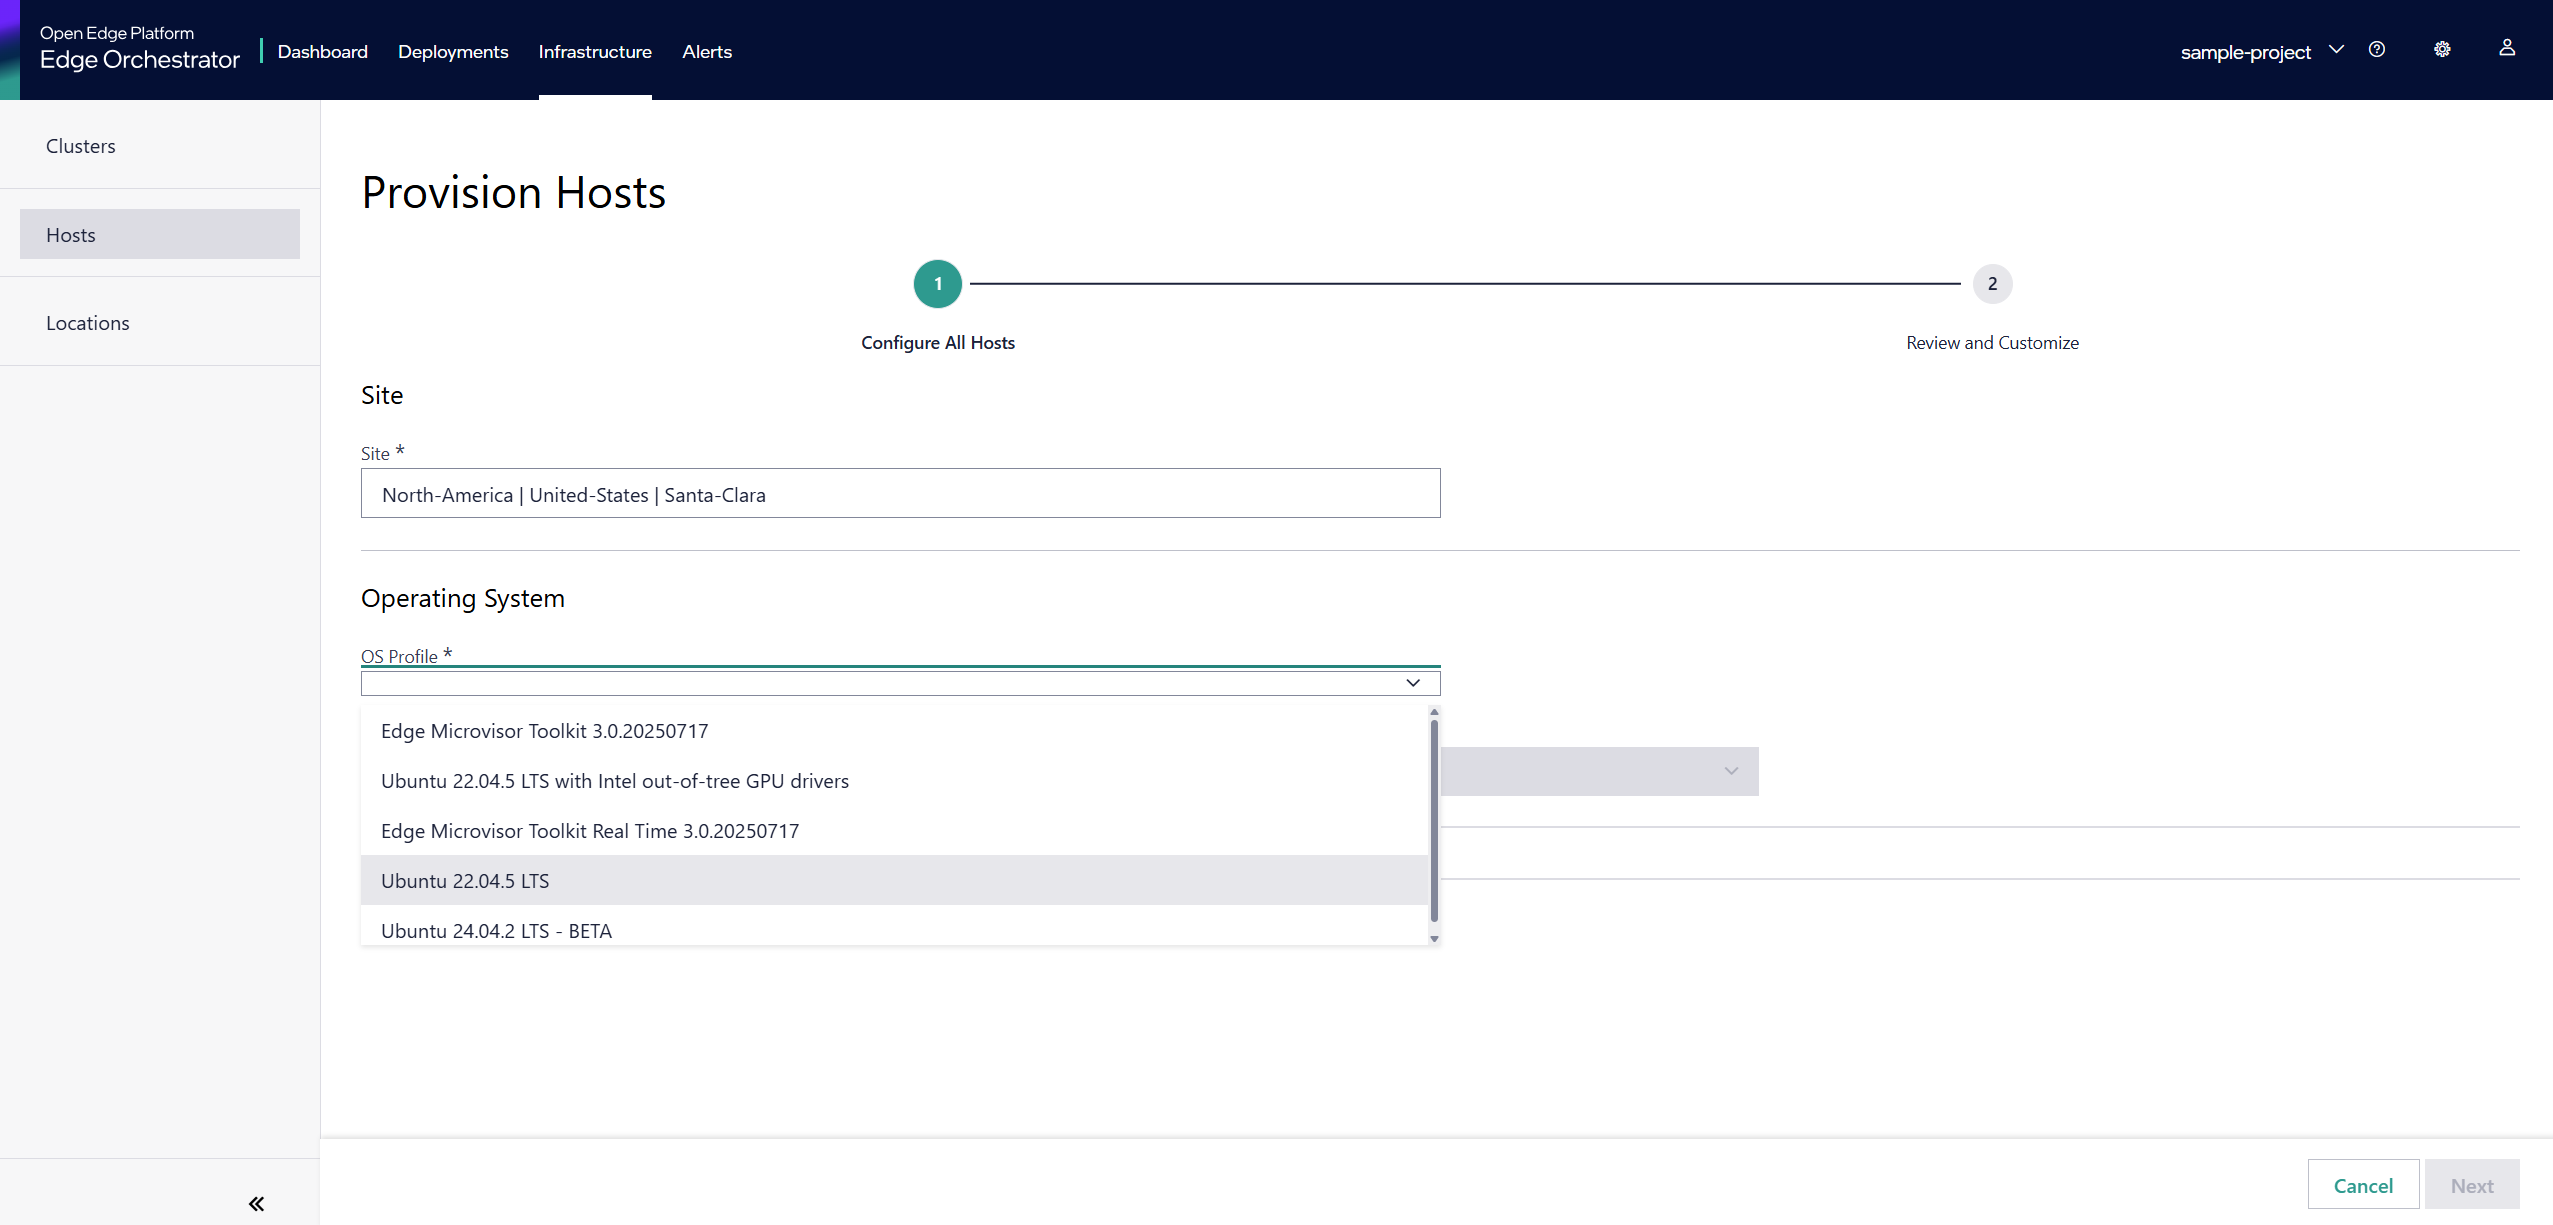 Open Edge Platform
Edge Orchestrator
Dashboard
Deployments
Infrastructure
Alerts
sample-project
Clusters
Hosts
Locations
Provision Hosts
1
2
Configure All Hosts
Review and Customize
Site
Site *
North-America | United-States | Santa-Clara
Operating System
OS Profile *
Edge Microvisor Toolkit 3.0.20250717
Ubuntu 22.04.5 LTS with Intel out-of-tree GPU drivers
Edge Microvisor Toolkit Real Time 3.0.20250717
Ubuntu 22.04.5 LTS
Ubuntu 24.04.2 LTS - BETA
Cancel
Next